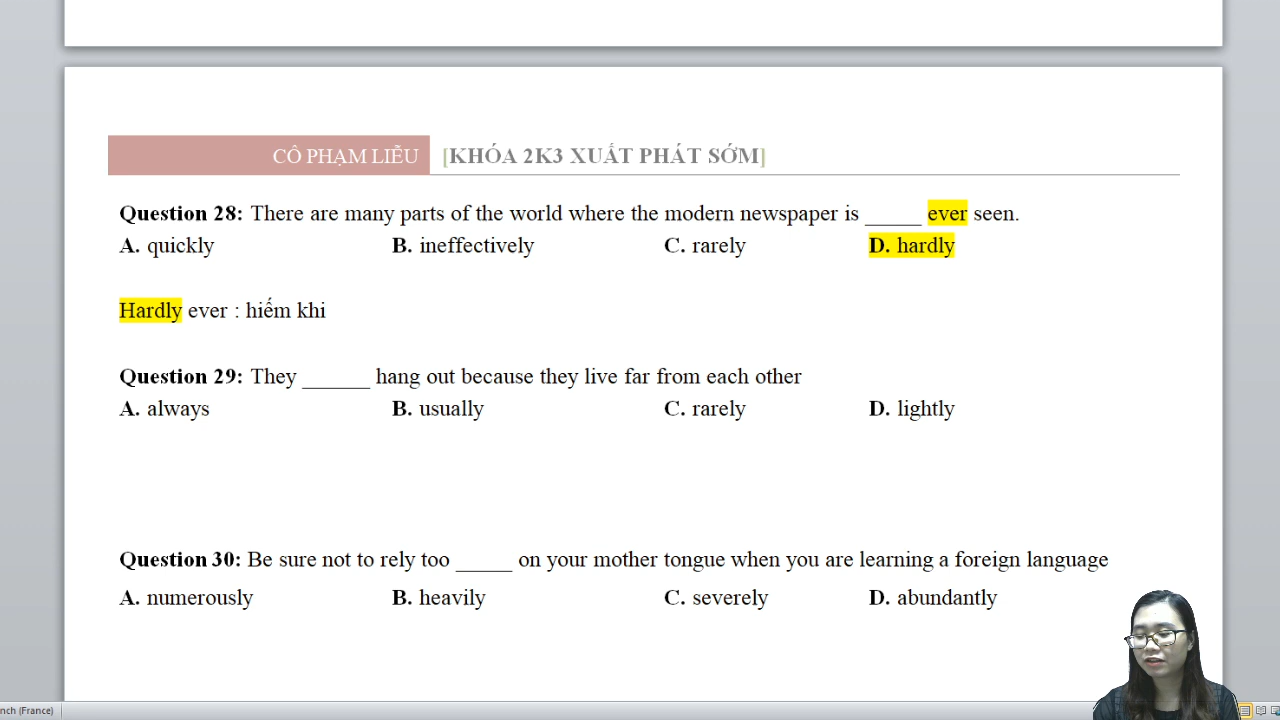 CÔ PHẠM LIỄU [KHÓA 2K3 XUẤT PHÁT SỚM]
Question 28: There are many parts of the world where the modern newspaper is _____ ever seen.
A. quickly B. ineffectively C. rarely D. hardly
Hardly ever : hiếm khi
Question 29: They ______ hang out because they live far from each other
A. always B. usually C. rarely D. lightly
Question 30: Be sure not to rely too _____ on your mother tongue when you are learning a foreign language
A. numerously B. heavily C. severely D. abundantly
nch (France)